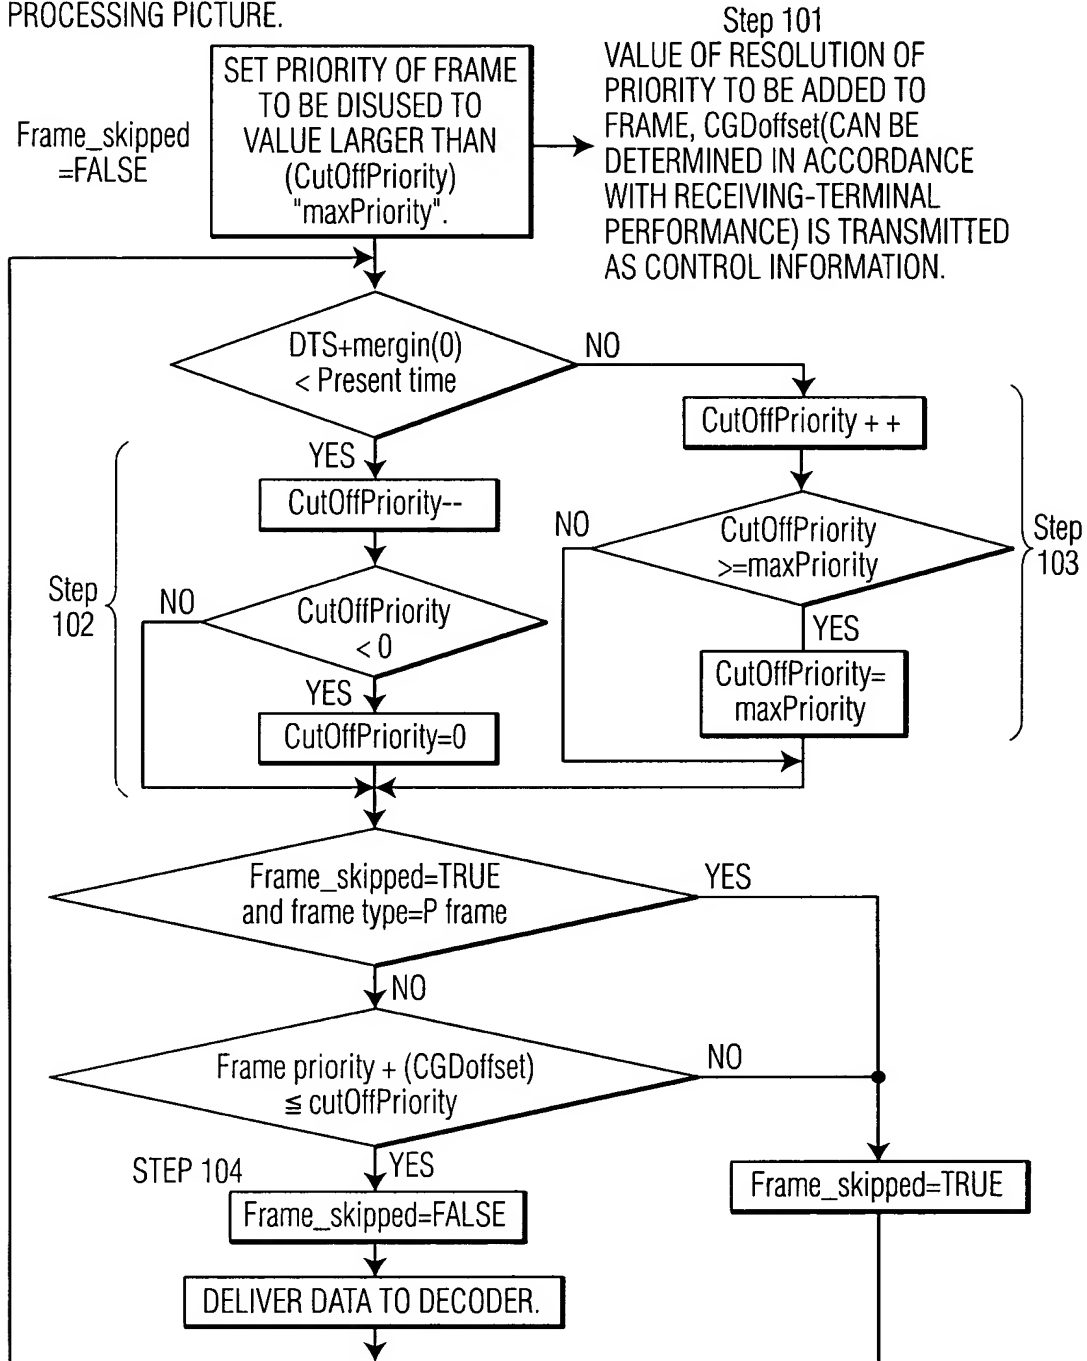 PROCESSING PICTURE.
Step 101
SET PRIORITY OF FRAME
TO BE DISUSED TO
VALUE LARGER THAN
(CutOffPriority)
"maxPriority".
Frame_skipped
=FALSE
VALUE OF RESOLUTION OF
PRIORITY TO BE ADDED TO
FRAME, CGDoffset(CAN BE
DETERMINED IN ACCORDANCE
WITH RECEIVING-TERMINAL
PERFORMANCE) IS TRANSMITTED
AS CONTROL INFORMATION.
DTS+mergin(0)
< Present time
NO
YES
CutOffPriority + +
CutOffPriority--
NO
CutOffPriority
>=maxPriority
Step
103
Step
102
NO
CutOffPriority
< 0
YES
YES
CutOffPriority=
maxPriority
CutOffPriority=0
Frame_skipped=TRUE
and frame type=P frame
YES
NO
Frame priority + (CGDoffset)
≦ cutOffPriority
NO
STEP 104
YES
Frame_skipped=TRUE
Frame_skipped=FALSE
DELIVER DATA TO DECODER.